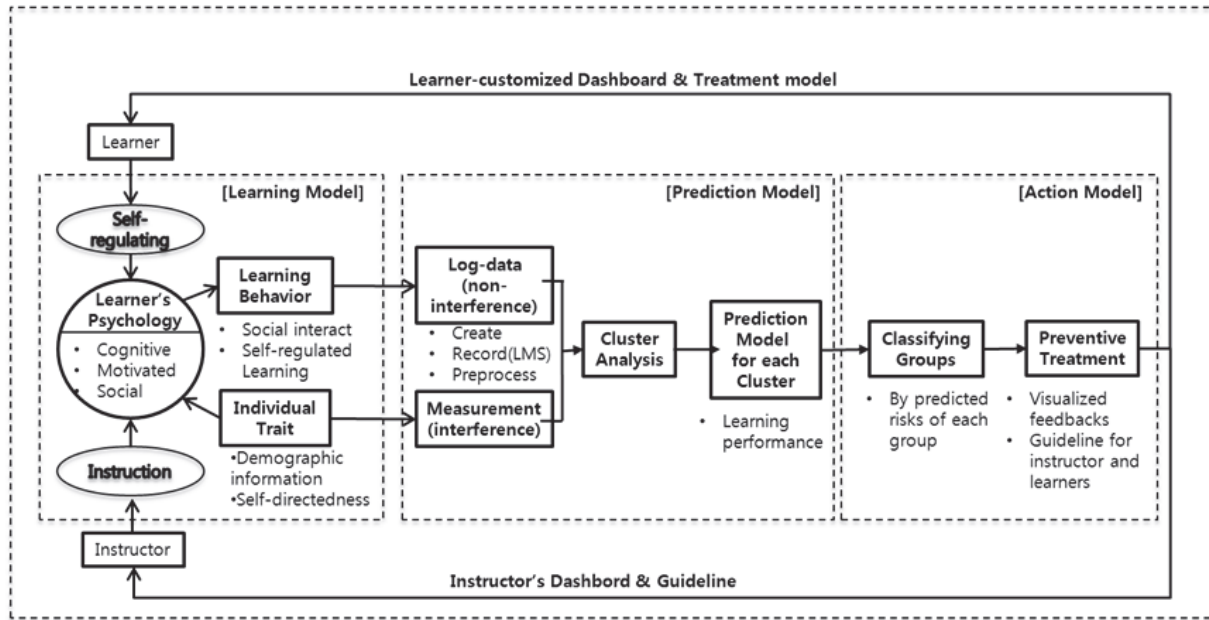 Learner-customized Dashboard & Treatment model
Learner
[Learning Model]
Self-
regulating
Learner's
Psychology
• Cognitive
• Motivated
• Social
Learning
Behavior
• Social interact
• Self-regulated
Learning
Individual
Trait
•Demographic
information
•Self-directedness
Instruction
Instructor
[Prediction Model]
Log-data
(non-
interference)
• Create
• Record(LMS)
• Preprocess
Measurement
(interference)
Cluster
Analysis
Prediction
Model
for each
Cluster
• Learning
performance
[Action Model]
Classifying
Groups
• By predicted
risks of each
group
Preventive
Treatment
• Visualized
feedbacks
• Guideline for
instructor and
learners
Instructor's Dashbord & Guideline